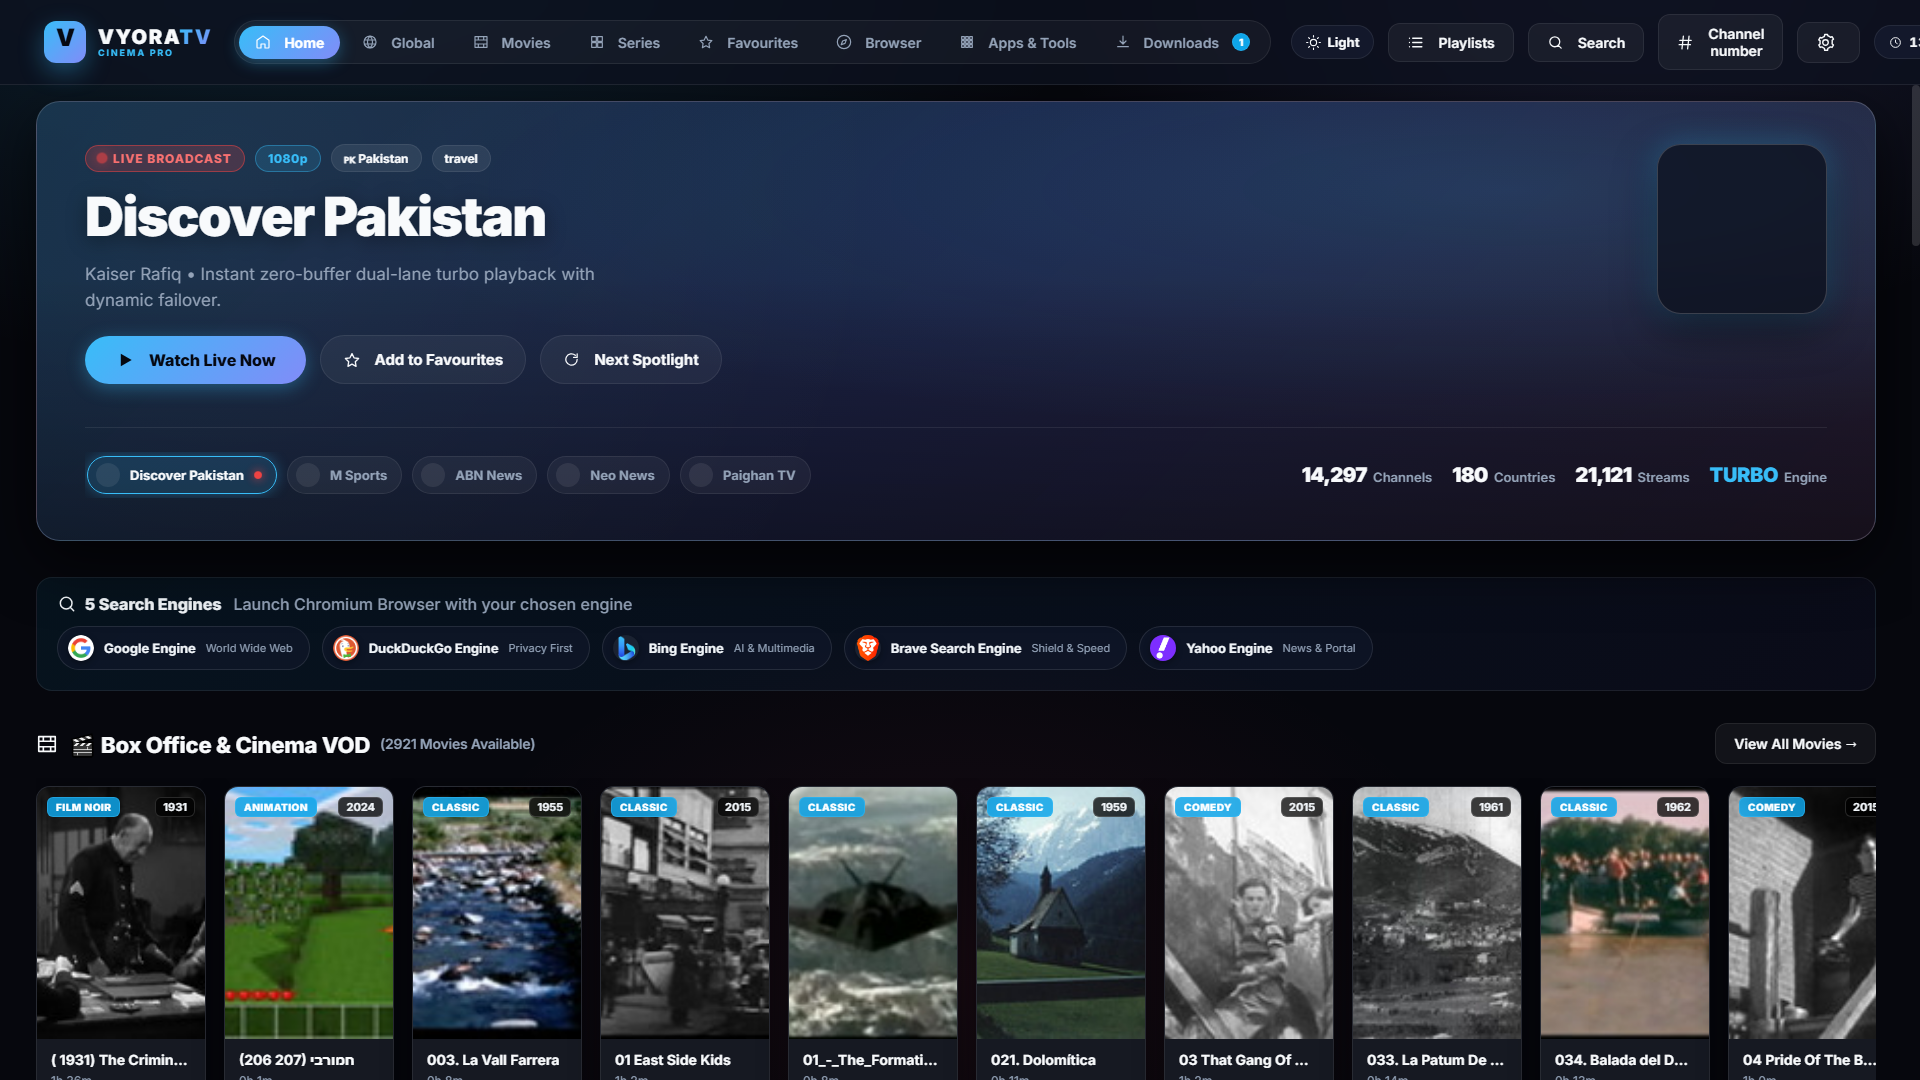 V VYORATV
CINEMA PRO
Home
Global
Movies
Series
Favourites
Browser
Apps & Tools
Downloads 1
Light
Playlists
Search
Channel
number
LIVE BROADCAST
1080p
PK Pakistan
travel
Discover Pakistan
Kaiser Rafiq • Instant zero-buffer dual-lane turbo playback with
dynamic failover.
Watch Live Now
Add to Favourites
Next Spotlight
Discover Pakistan
M Sports
ABN News
Neo News
Paighan TV
14,297 Channels
180 Countries
21,121 Streams
TURBO Engine
5 Search Engines Launch Chromium Browser with your chosen engine
Google Engine World Wide Web
DuckDuckGo Engine Privacy First
Bing Engine AI & Multimedia
Brave Search Engine Shield & Speed
Yahoo Engine News & Portal
Box Office & Cinema VOD (2921 Movies Available)
View All Movies →
FILM NOIR 1931
ANIMATION 2024
CLASSIC 1955
CLASSIC 2015
CLASSIC
CLASSIC 1959
COMEDY 2015
CLASSIC 1961
CLASSIC 1962
COMEDY 2015
( 1931) The Crimin...
(206 207) חמורבי
003. La Vall Farrera
01 East Side Kids
01_-_The_Formati...
021. Dolomítica
03 That Gang Of ...
033. La Patum De ...
034. Balada del D...
04 Pride Of The B...